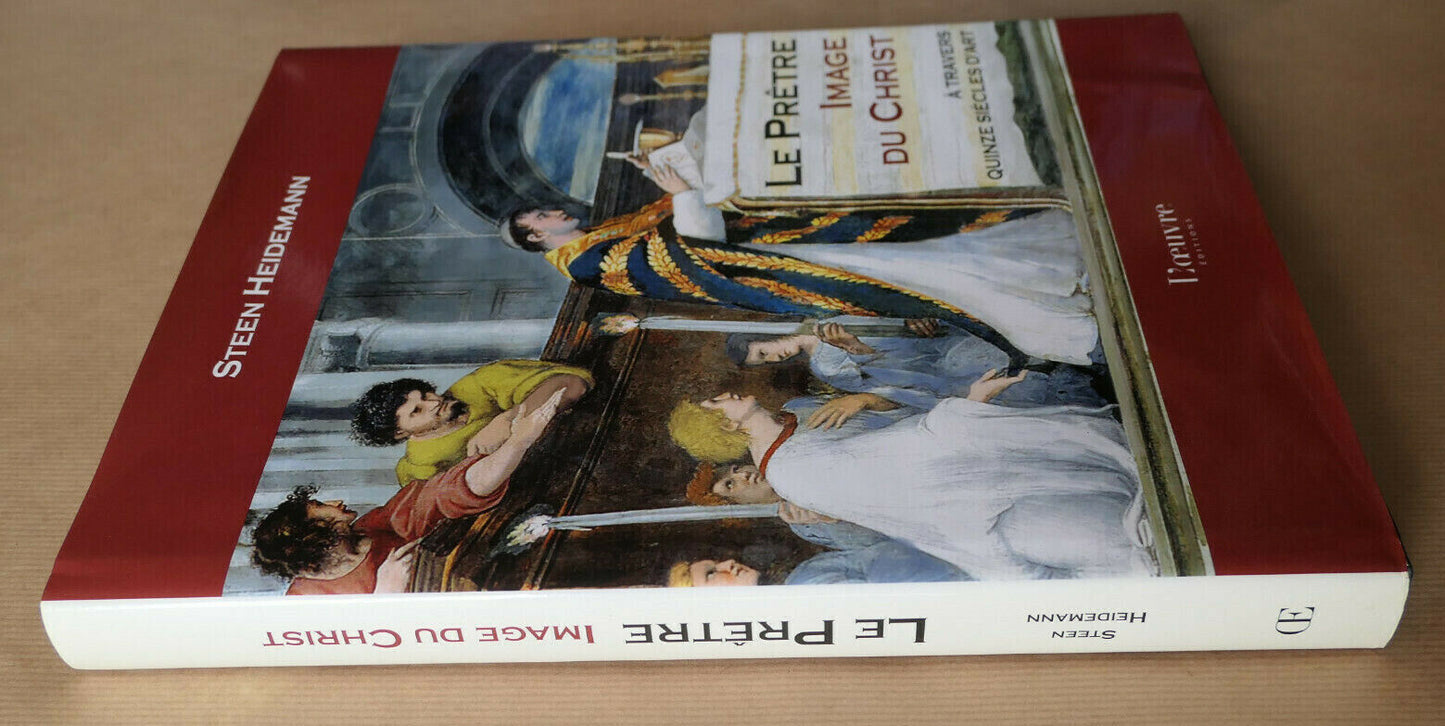 STEEN HEIDEMANN
LE PRÊTRE
IMAGE
DU CHRIST
À TRAVERS
QUINZE SIÈCLES D'ART
L'œuvre
ÉDITIONS
STEEN
HEIDEMANN
LE PRÊTRE IMAGE DU CHRIST